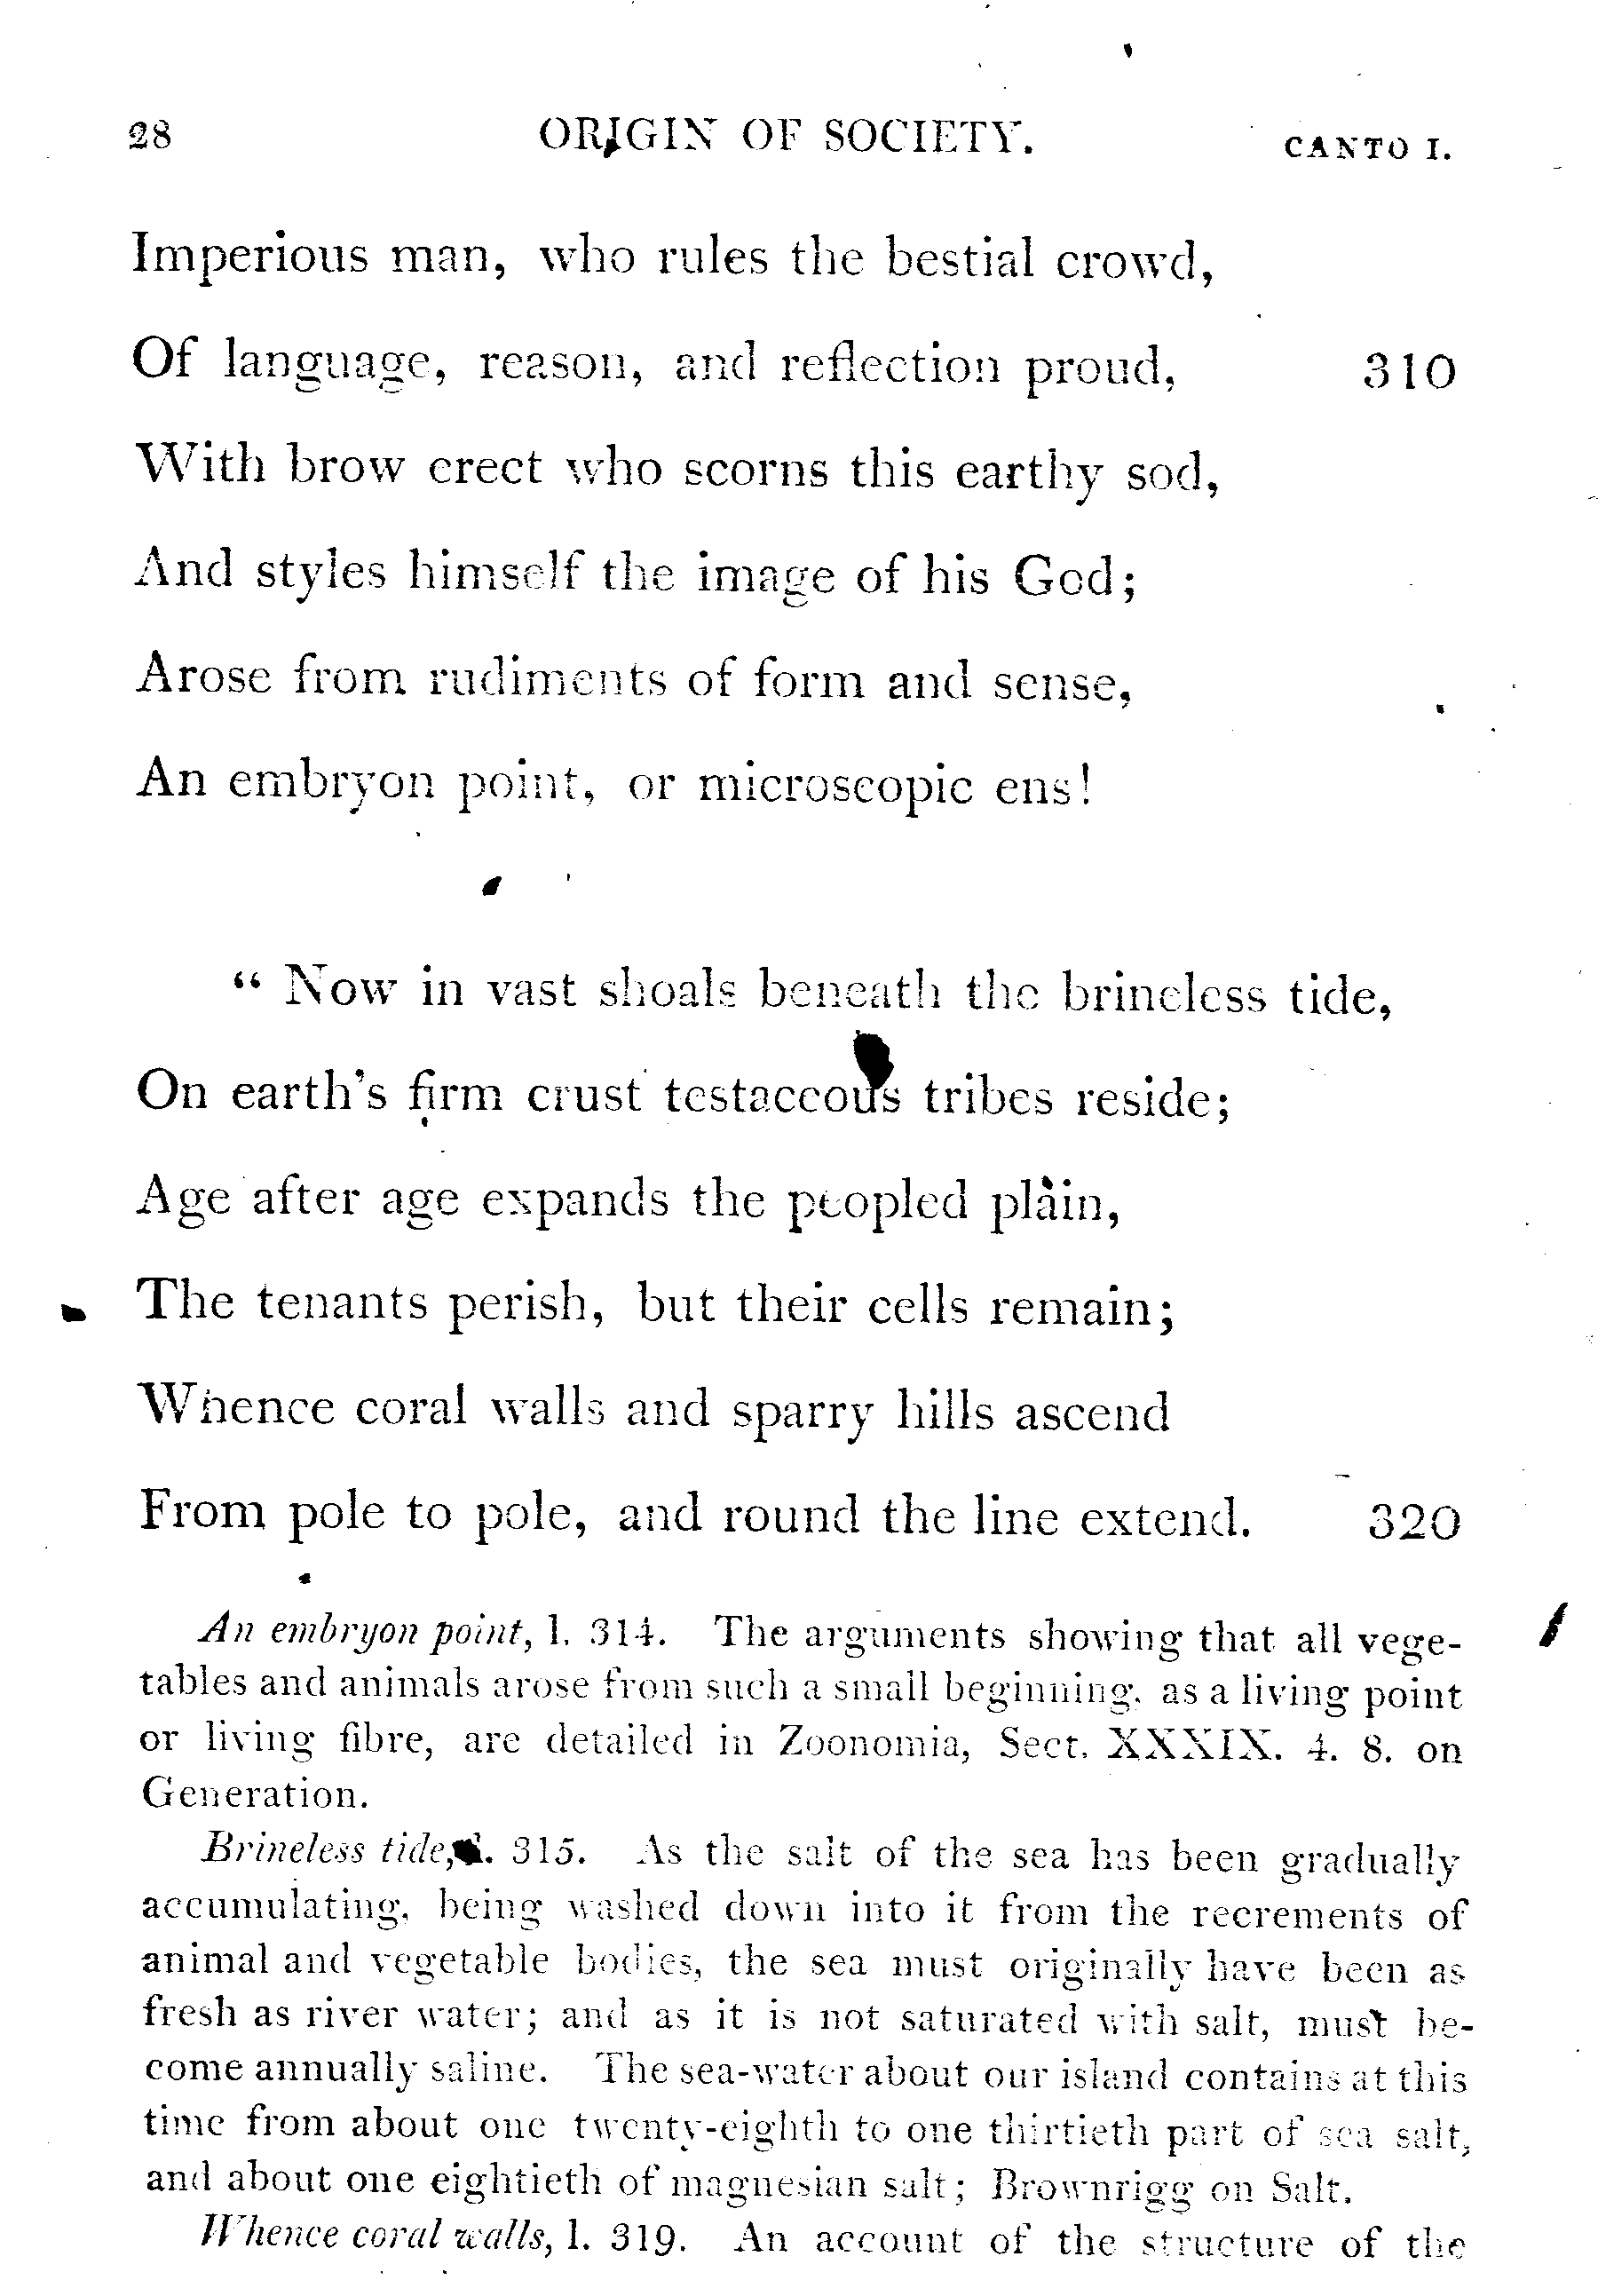 28 ORIGIN OF SOCIETY. CANTO I.
Imperious man, who rules the bestial crowd,
Of language, reason, and reflection proud, 310
With brow erect who scorns this earthy sod,
And styles himself the image of his God;
Arose from rudiments of form and sense,
An embryon point, or microscopic ens!
“ Now in vast shoals beneath the brineless tide,
On earth's firm crust testaceous tribes reside;
Age after age expands the peopled plain,
The tenants perish, but their cells remain;
Whence coral walls and sparry hills ascend
From pole to pole, and round the line extend. 320
An embryon point, l. 314. The arguments showing that all vege-
tables and animals arose from such a small beginning, as a living point
or living fibre, are detailed in Zoonomia, Sect. XXXIX. 4. 8. on
Generation.
Brineless tide, l. 315. As the salt of the sea has been gradually
accumulating, being washed down into it from the recrements of
animal and vegetable bodies, the sea must originally have been as
fresh as river water; and as it is not saturated with salt, must be-
come annually saline. The sea-water about our island contains at this
time from about one twenty-eighth to one thirtieth part of sea salt,
and about one eightieth of magnesian salt; Brownrigg on Salt.
Whence coral walls, l. 319. An account of the structure of the